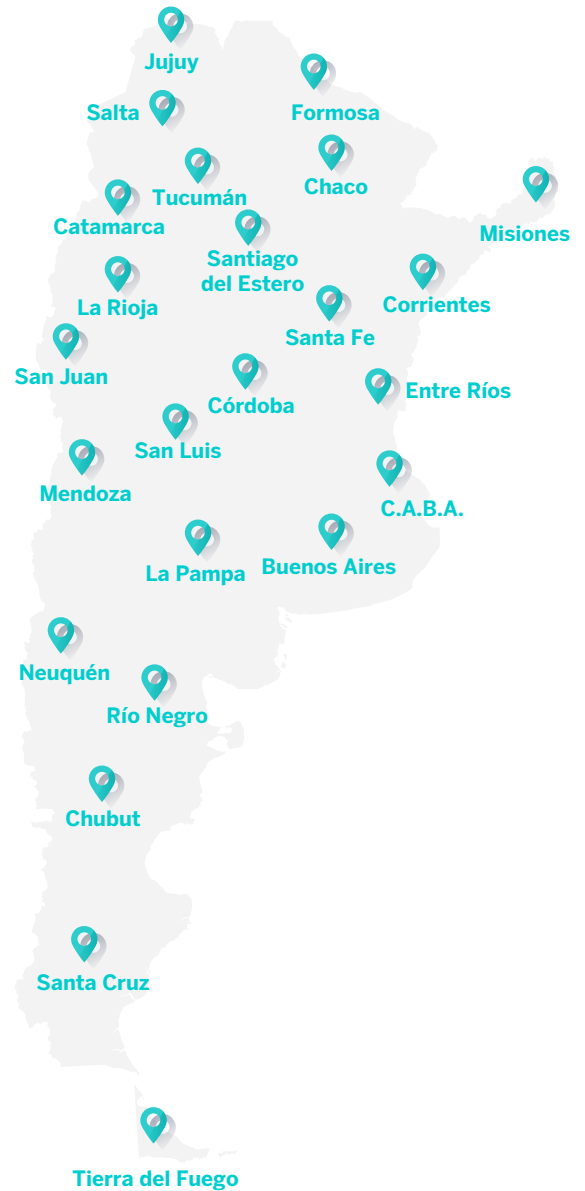 Jujuy
Salta
Formosa
Tucumán
Chaco
Catamarca
Misiones
Santiago
del Estero
La Rioja
Corrientes
Santa Fe
San Juan
Córdoba
Entre Ríos
San Luis
Mendoza
C.A.B.A.
La Pampa
Buenos Aires
Neuquén
Río Negro
Chubut
Santa Cruz
Tierra del Fuego